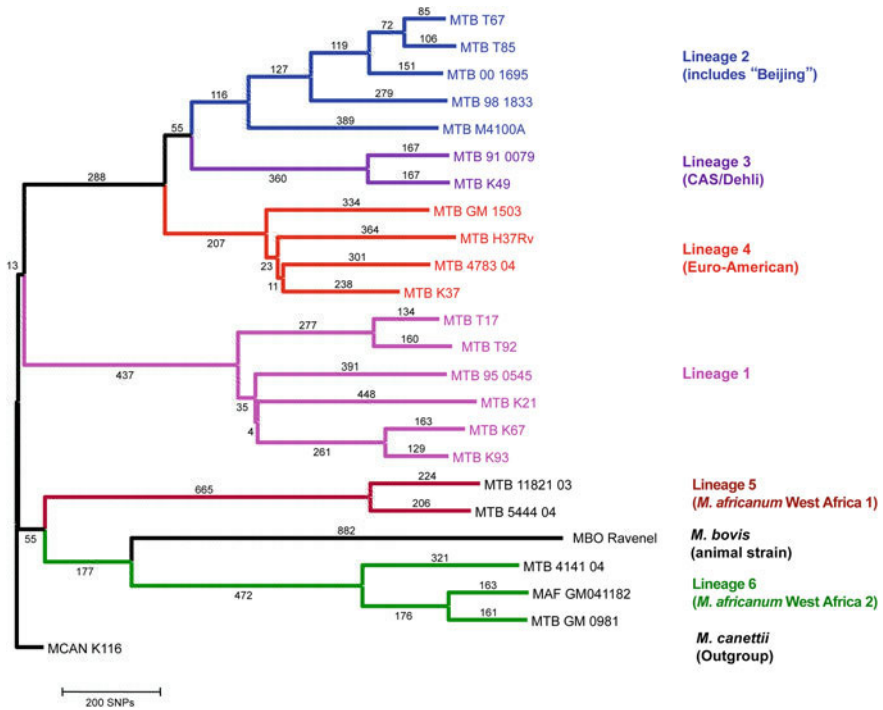 85
MTB T67
72
106
MTB T85
119
151
MTB 00 1695
127
279
MTB 98 1833
116
389
MTB M4100A
Lineage 2
(includes “Beijing”)
55
167
MTB 91 0079
360
167
MTB K49
Lineage 3
(CAS/Dehli)
288
334
MTB GM 1503
207
364
MTB H37Rv
23
301
MTB 4783 04
11
238
MTB K37
Lineage 4
(Euro-American)
13
134
MTB T17
277
160
MTB T92
437
391
MTB 95 0545
35
448
MTB K21
4
163
MTB K67
261
129
MTB K93
Lineage 1
224
MTB 11821 03
665
206
MTB 5444 04
Lineage 5
(M. africanum West Africa 1)
55
882
MBO Ravenel
M. bovis
(animal strain)
177
321
MTB 4141 04
472
163
MAF GM041182
176
161
MTB GM 0981
Lineage 6
(M. africanum West Africa 2)
MCAN K116
M. canettii
(Outgroup)
200 SNPs